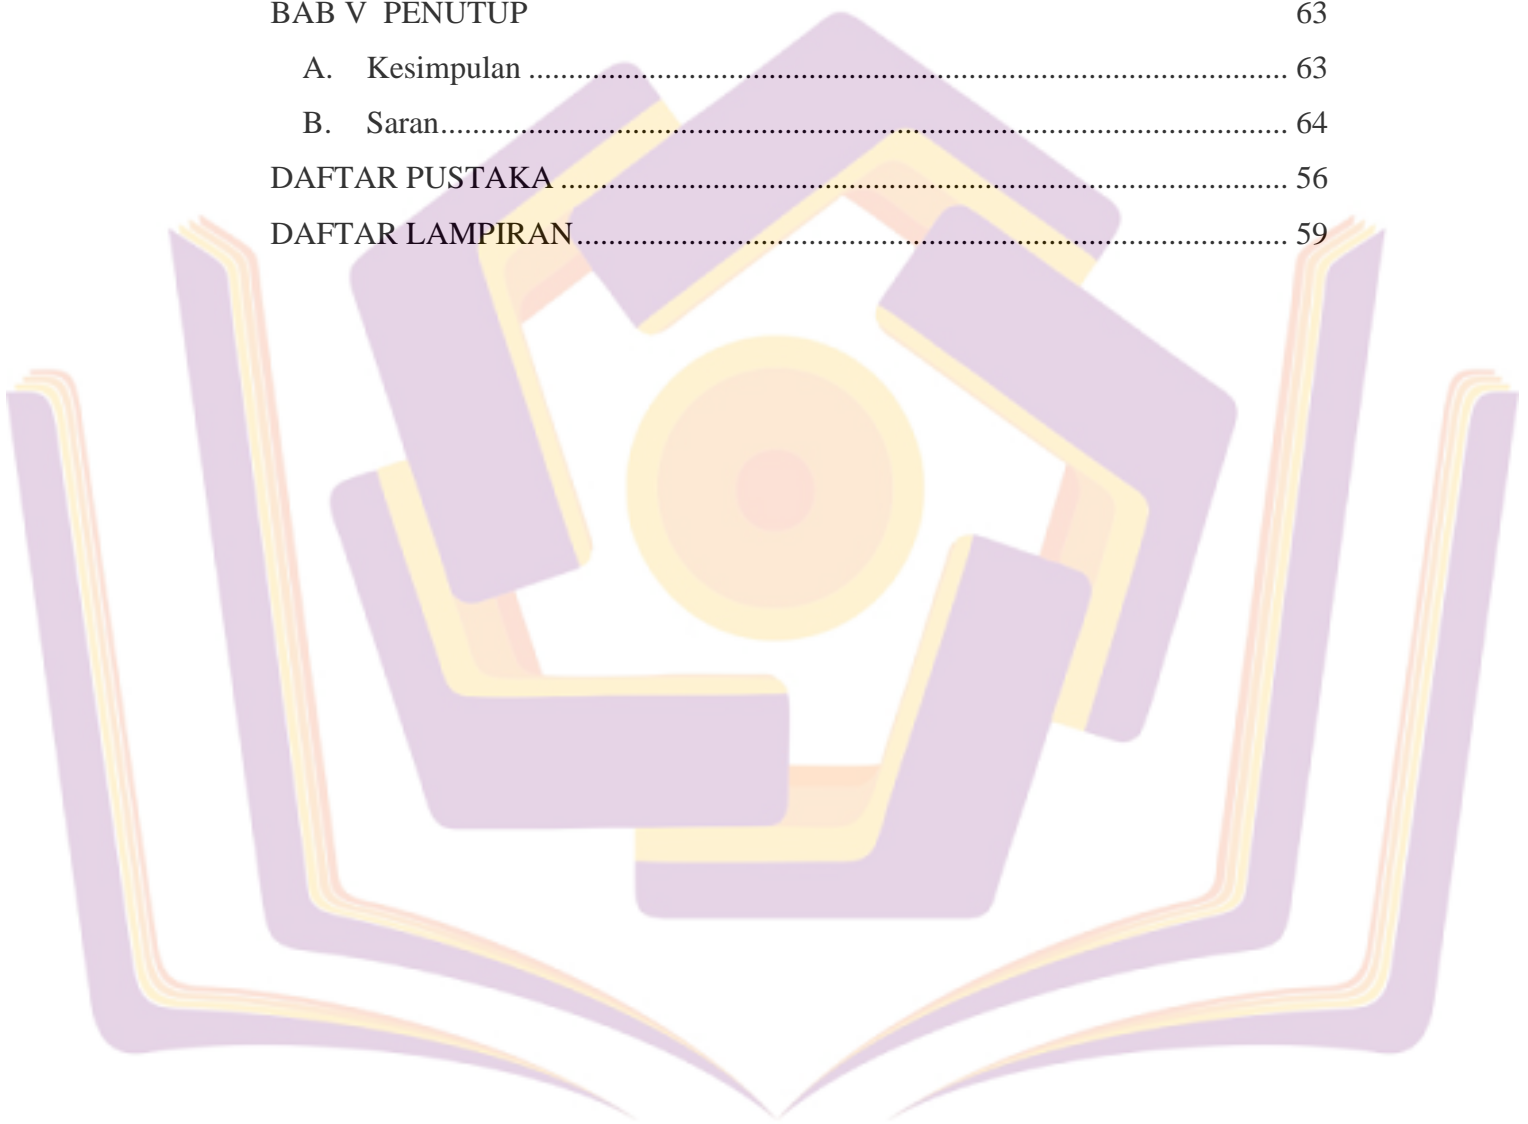 BAB V  PENUTUP 63
A. Kesimpulan ................................................................................................ 63
B. Saran........................................................................................................... 64
DAFTAR PUSTAKA ............................................................................................ 56
DAFTAR LAMPIRAN.......................................................................................... 59